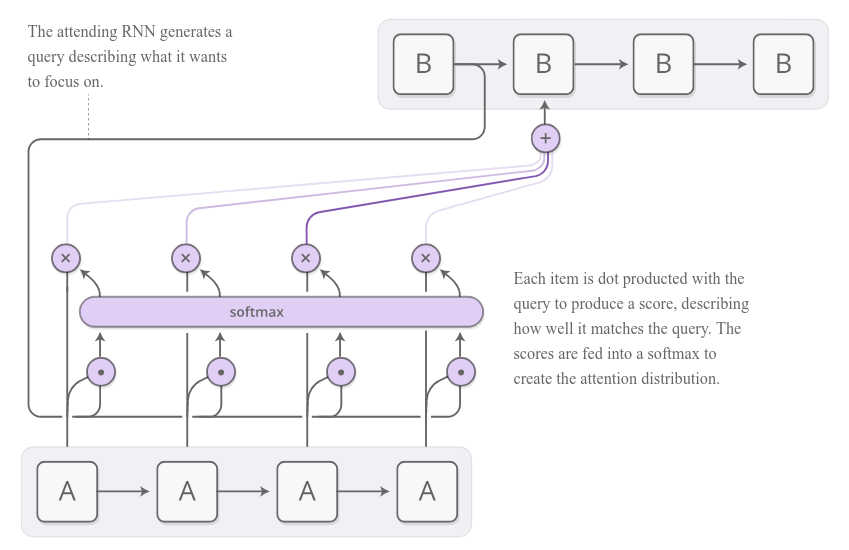 The attending RNN generates a
query describing what it wants
to focus on.
B
B
B
B
+
×
×
×
×
softmax
Each item is dot producted with the
query to produce a score, describing
how well it matches the query. The
scores are fed into a softmax to
create the attention distribution.
A
A
A
A